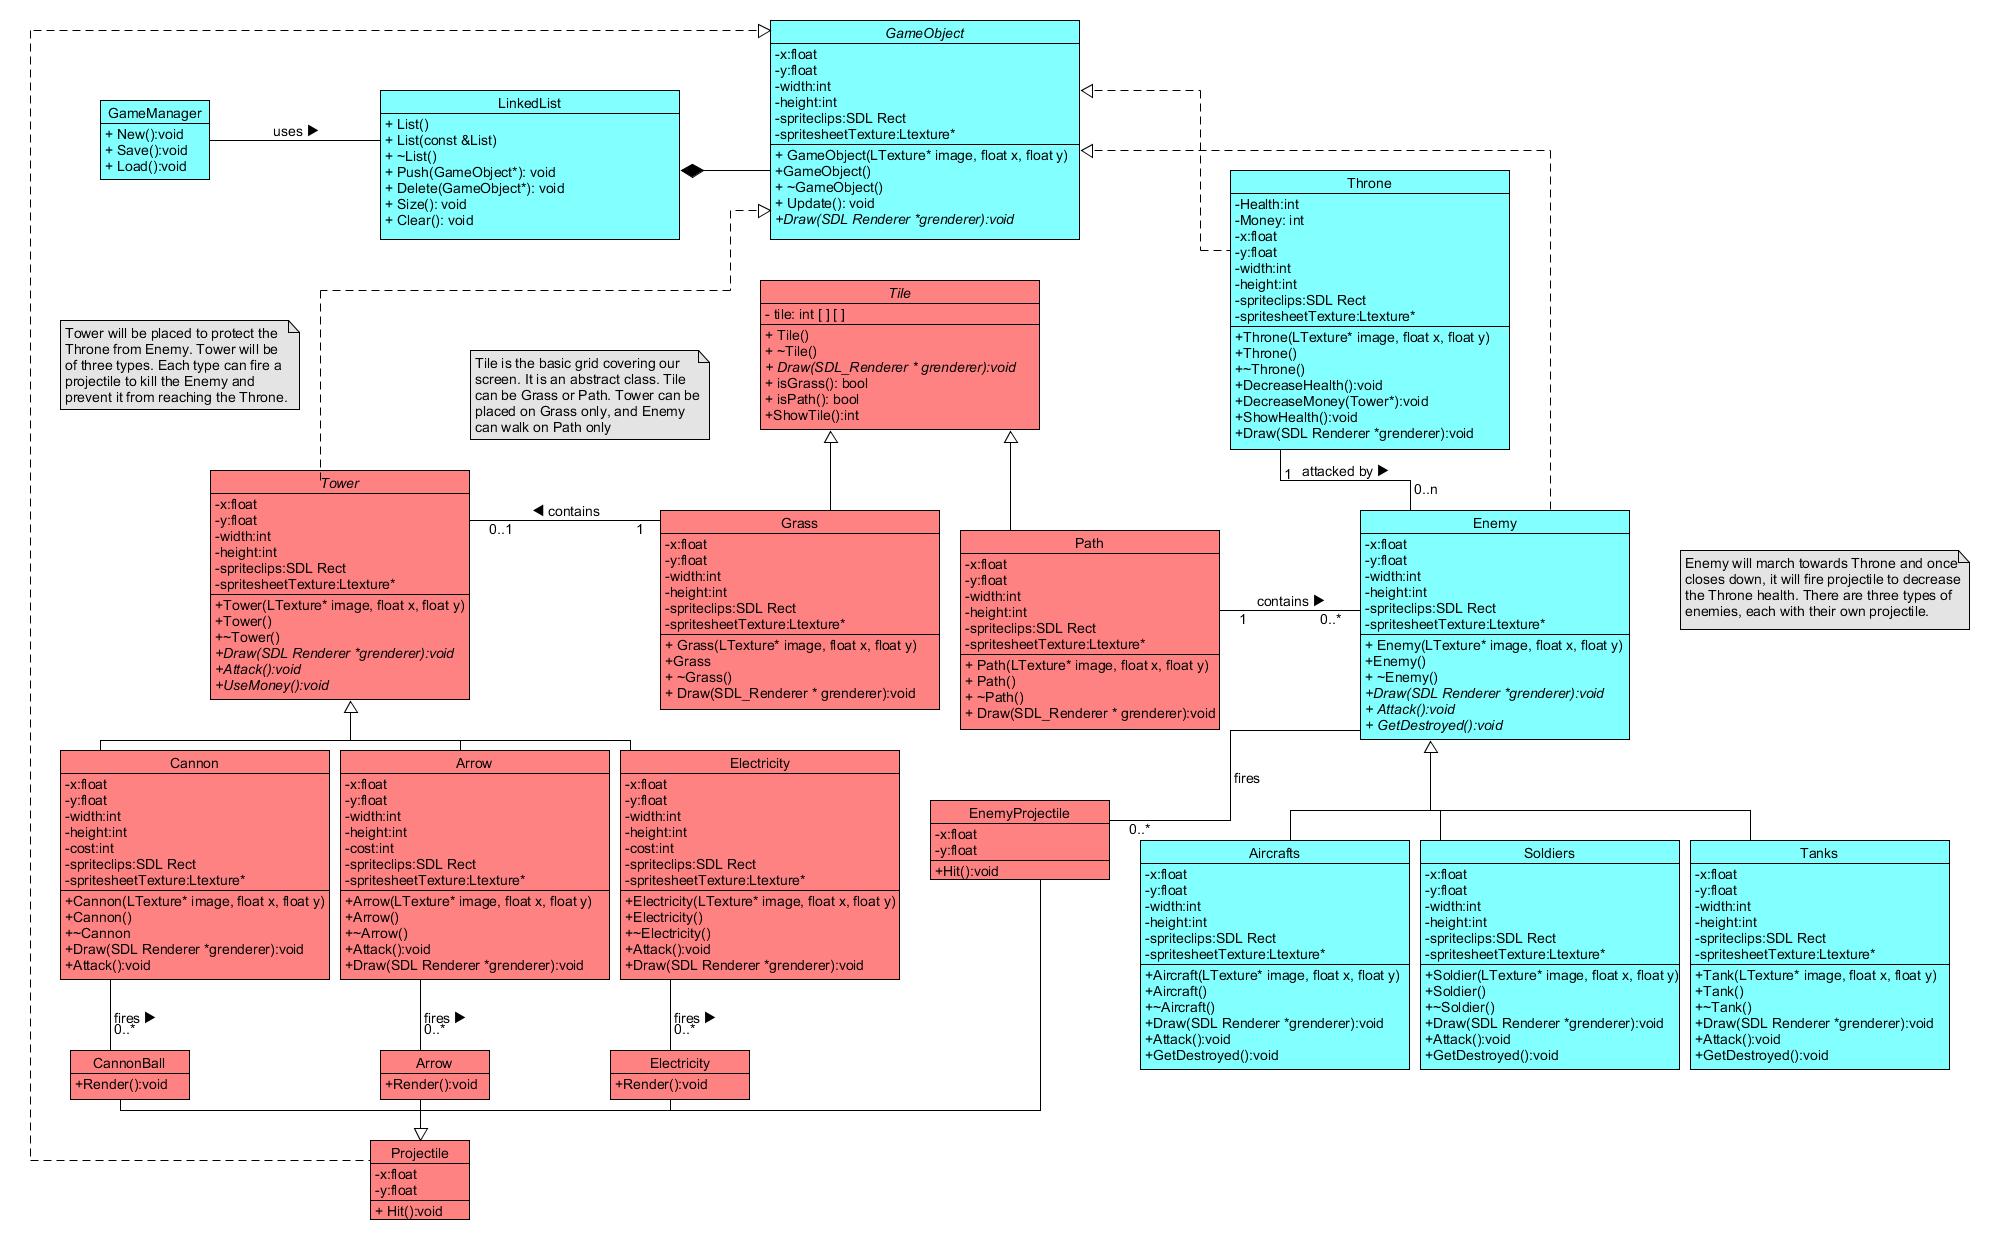 GameObject
-x:float
-y:float
-width:int
-height:int
-spriteclips:SDL Rect
-spritesheetTexture:Ltexture*
+ GameObject(LTexture* image, float x, float y)
+GameObject()
+ ~GameObject()
+ Update(): void
+Draw(SDL Renderer *grenderer):void
GameManager
+ New():void
+ Save():void
+ Load():void
uses
LinkedList
+ List()
+ List(const &List)
+ ~List()
+ Push(GameObject*): void
+ Delete(GameObject*): void
+ Size(): void
+ Clear(): void
Throne
-Health:int
-Money: int
-x:float
-y:float
-width:int
-height:int
-spriteclips:SDL Rect
-spritesheetTexture:Ltexture*
+Throne(LTexture* image, float x, float y)
+Throne()
+~Throne()
+DecreaseHealth():void
+DecreaseMoney(Tower*):void
+ShowHealth():void
+Draw(SDL Renderer *grenderer):void
Tile
- tile: int [ ] [ ]
+ Tile()
+ ~Tile()
+ Draw(SDL_Renderer * grenderer):void
+ isGrass(): bool
+ isPath(): bool
+ShowTile():int
Tower will be placed to protect the
Throne from Enemy. Tower will be
of three types. Each type can fire a
projectile to kill the Enemy and
prevent it from reaching the Throne.
Tile is the basic grid covering our
screen. It is an abstract class. Tile
can be Grass or Path. Tower can be
placed on Grass only, and Enemy
can walk on Path only
1 attacked by
0..n
Tower
-x:float
-y:float
-width:int
-height:int
-spriteclips:SDL Rect
-spritesheetTexture:Ltexture*
+Tower(LTexture* image, float x, float y)
+Tower()
+~Tower()
+Draw(SDL Renderer *grenderer):void
+Attack():void
+UseMoney():void
contains
0..1 1
Grass
-x:float
-y:float
-width:int
-height:int
-spriteclips:SDL Rect
-spritesheetTexture:Ltexture*
+ Grass(LTexture* image, float x, float y)
+Grass
+ ~Grass()
+ Draw(SDL_Renderer * grenderer):void
Path
-x:float
-y:float
-width:int
-height:int
-spriteclips:SDL Rect
-spritesheetTexture:Ltexture*
+ Path(LTexture* image, float x, float y)
+ Path()
+ ~Path()
+ Draw(SDL_Renderer * grenderer):void
contains
1 0..*
Enemy
-x:float
-y:float
-width:int
-height:int
-spriteclips:SDL Rect
-spritesheetTexture:Ltexture*
+ Enemy(LTexture* image, float x, float y)
+Enemy()
+ ~Enemy()
+Draw(SDL Renderer *grenderer):void
+ Attack():void
+ GetDestroyed():void
Enemy will march towards Throne and once
closes down, it will fire projectile to decrease
the Throne health. There are three types of
enemies, each with their own projectile.
Cannon
-x:float
-y:float
-width:int
-height:int
-cost:int
-spriteclips:SDL Rect
-spritesheetTexture:Ltexture*
+Cannon(LTexture* image, float x, float y)
+Cannon()
+~Cannon
+Draw(SDL Renderer *grenderer):void
+Attack():void
Arrow
-x:float
-y:float
-width:int
-height:int
-cost:int
-spriteclips:SDL Rect
-spritesheetTexture:Ltexture*
+Arrow(LTexture* image, float x, float y)
+Arrow()
+~Arrow()
+Attack():void
+Draw(SDL Renderer *grenderer):void
Electricity
-x:float
-y:float
-width:int
-height:int
-cost:int
-spriteclips:SDL Rect
-spritesheetTexture:Ltexture*
+Electricity(LTexture* image, float x, float y)
+Electricity()
+~Electricity()
+Attack():void
+Draw(SDL Renderer *grenderer):void
fires
0..*
EnemyProjectile
-x:float
-y:float
+Hit():void
Aircrafts
-x:float
-y:float
-width:int
-height:int
-spriteclips:SDL Rect
-spritesheetTexture:Ltexture*
+Aircraft(LTexture* image, float x, float y)
+Aircraft()
+~Aircraft()
+Draw(SDL Renderer *grenderer):void
+Attack():void
+GetDestroyed():void
Soldiers
-x:float
-y:float
-width:int
-height:int
-spriteclips:SDL Rect
-spritesheetTexture:Ltexture*
+Soldier(LTexture* image, float x, float y)
+Soldier()
+~Soldier()
+Draw(SDL Renderer *grenderer):void
+Attack():void
+GetDestroyed():void
Tanks
-x:float
-y:float
-width:int
-height:int
-spriteclips:SDL Rect
-spritesheetTexture:Ltexture*
+Tank(LTexture* image, float x, float y)
+Tank()
+~Tank()
+Draw(SDL Renderer *grenderer):void
+Attack():void
+GetDestroyed():void
fires
0..*
fires
0..*
fires
0..*
CannonBall
+Render():void
Arrow
+Render():void
Electricity
+Render():void
Projectile
-x:float
-y:float
+ Hit():void